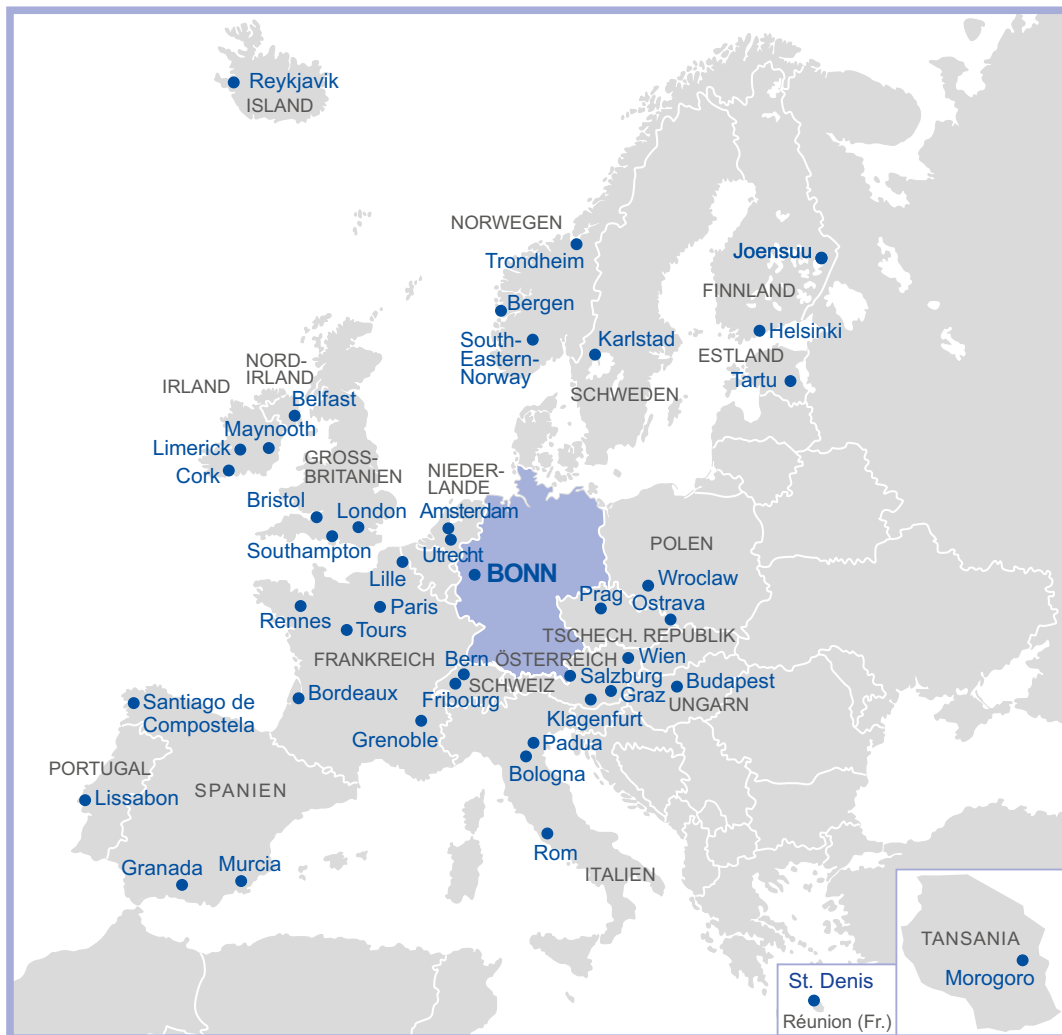 Reykjavik
ISLAND
NORWEGEN
Trondheim
Joensuu
FINNLAND
Bergen
Helsinki
South-
Eastern-
Norway
Karlstad
ESTLAND
Tartu
SCHWEDEN
NORD-
IRLAND
IRLAND
Belfast
Maynooth
Limerick
Cork
GROSS-
BRITANIEN
NIEDER-
LANDE
Bristol
London
Amsterdam
Southampton
Utrecht
POLEN
Lille
BONN
Wroclaw
Prag
Ostrava
Rennes
Paris
Tours
TSCHECH. REPUBLIK
FRANKREICH
Bern
ÖSTERREICH
Wien
SCHWEIZ
Salzburg
Budapest
Fribourg
Graz
UNGARN
Bordeaux
Klagenfurt
Santiago de
Compostela
Grenoble
Padua
Bologna
PORTUGAL
SPANIEN
Lissabon
Rom
Granada
Murcia
ITALIEN
TANSANIA
Morogoro
St. Denis
Réunion (Fr.)